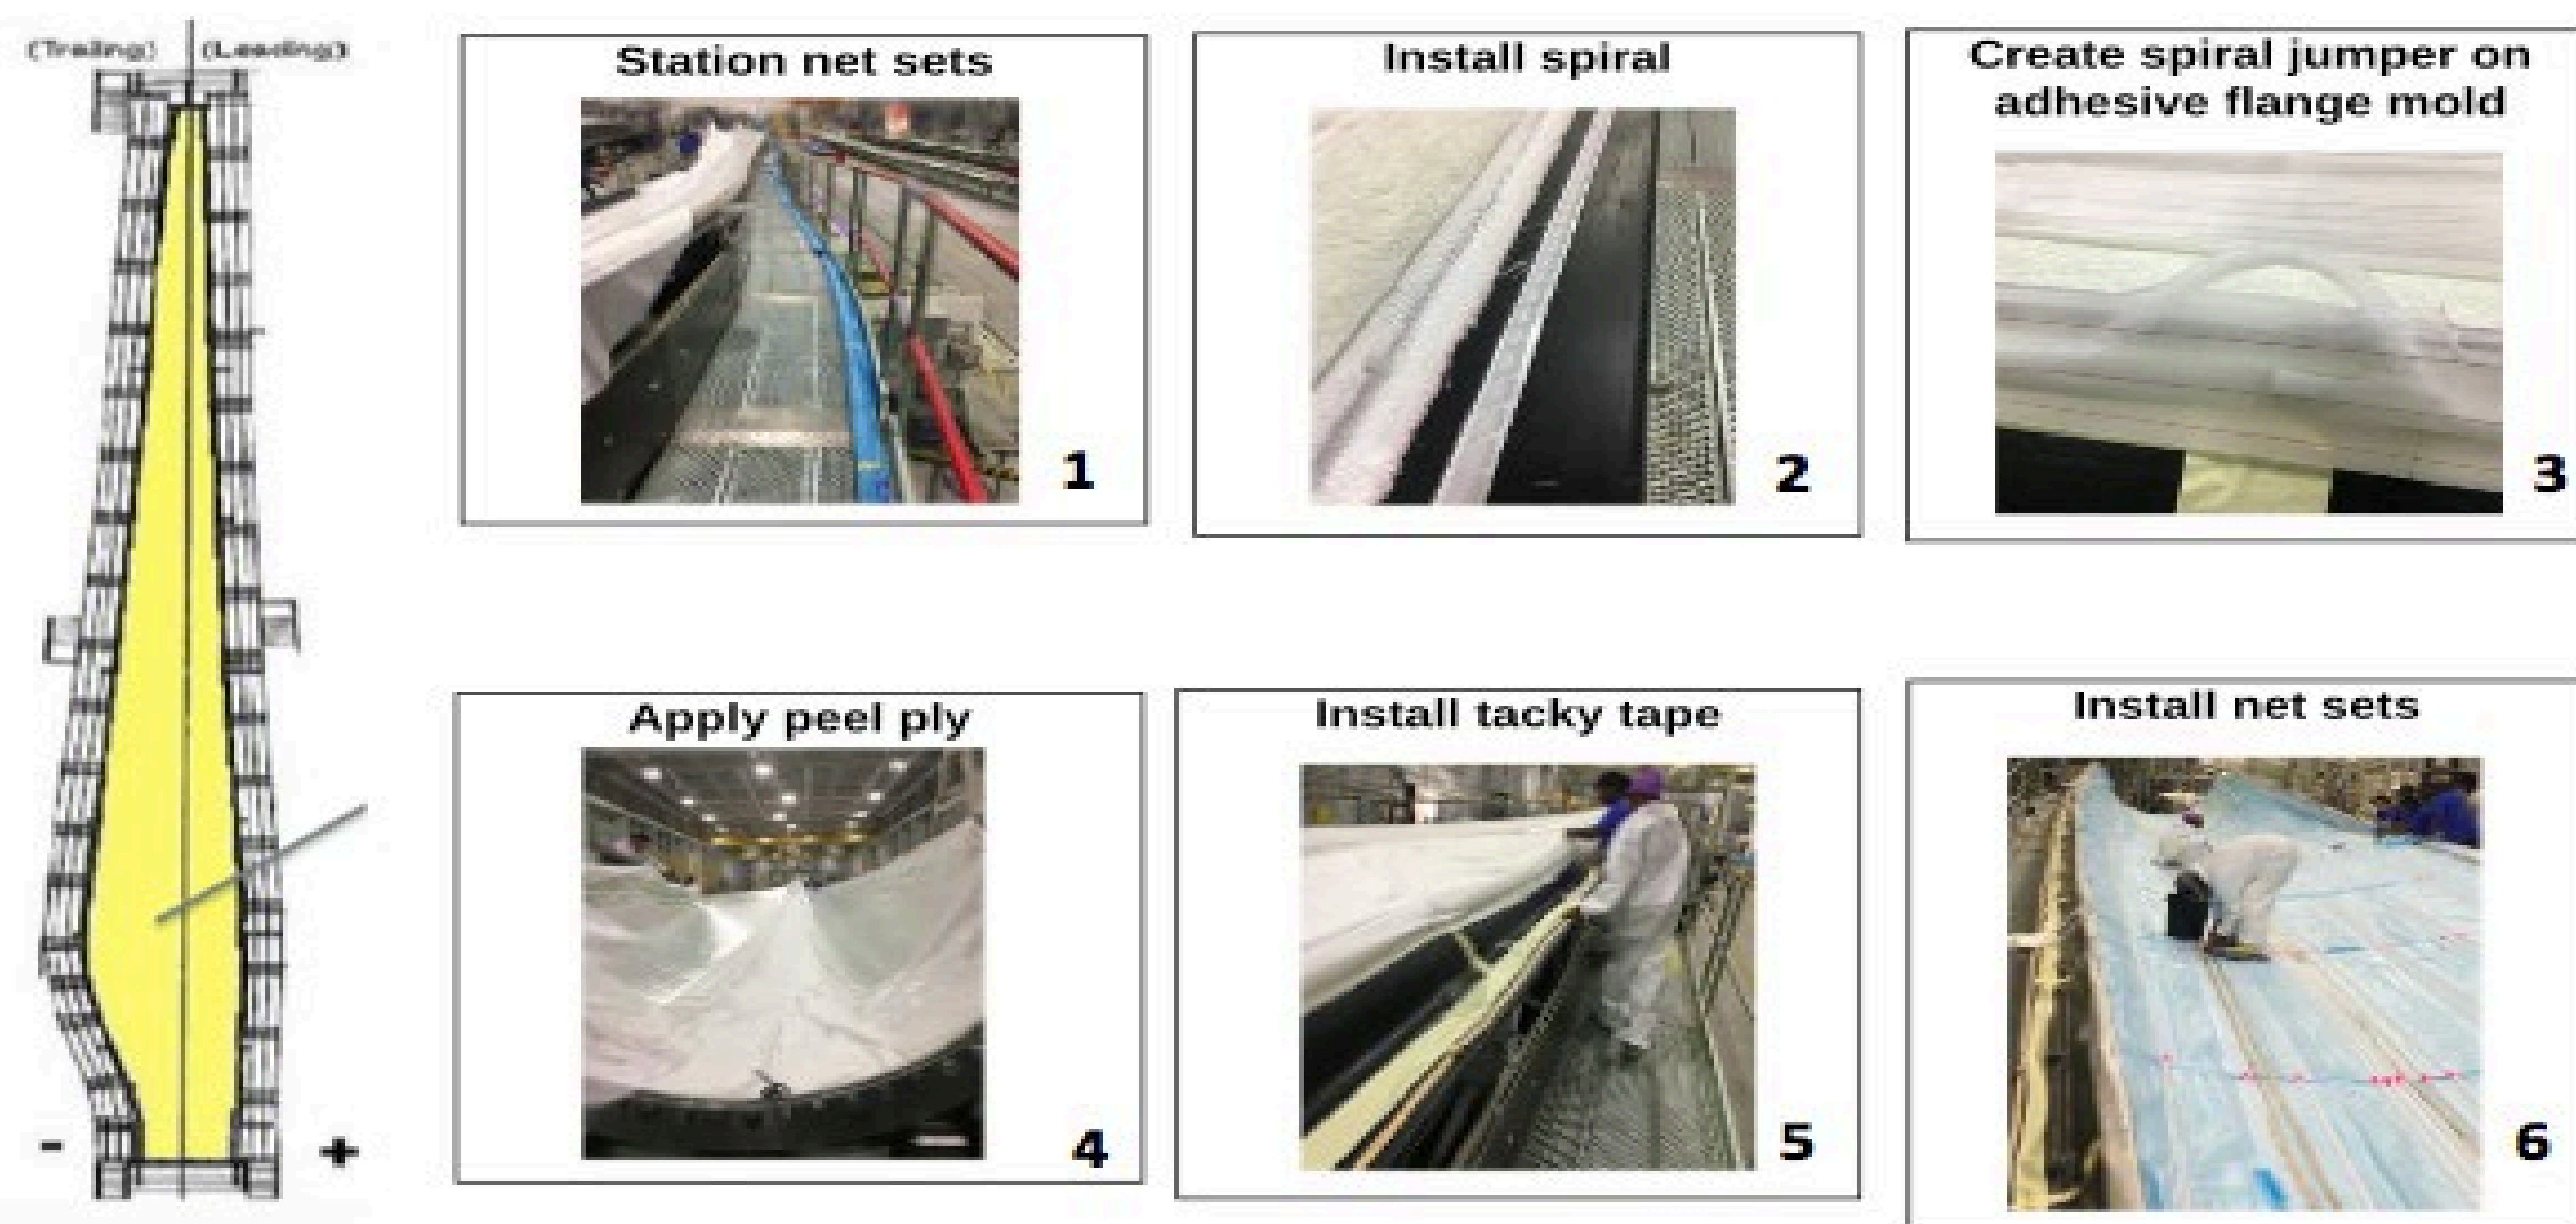 (Trailing) (Leading)
Station net sets
1
Install spiral
2
Create spiral jumper on
adhesive flange mold
3
- +
Apply peel ply
4
Install tacky tape
5
Install net sets
6